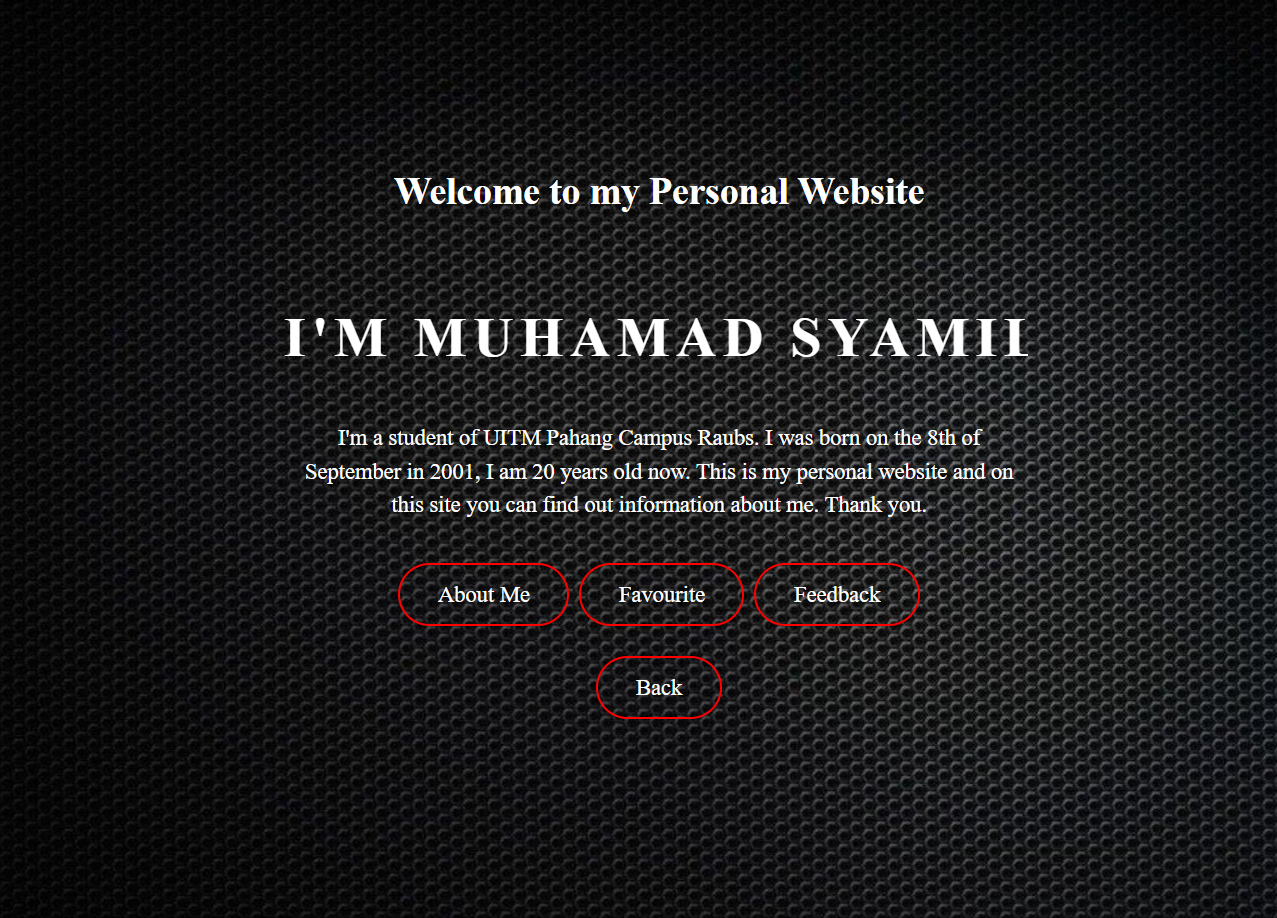 Welcome to my Personal Website
I'M MUHAMAD SYAMIL
I'm a student of UITM Pahang Campus Raubs. I was born on the 8th of
September in 2001, I am 20 years old now. This is my personal website and on
this site you can find out information about me. Thank you.
About Me Favourite Feedback
Back